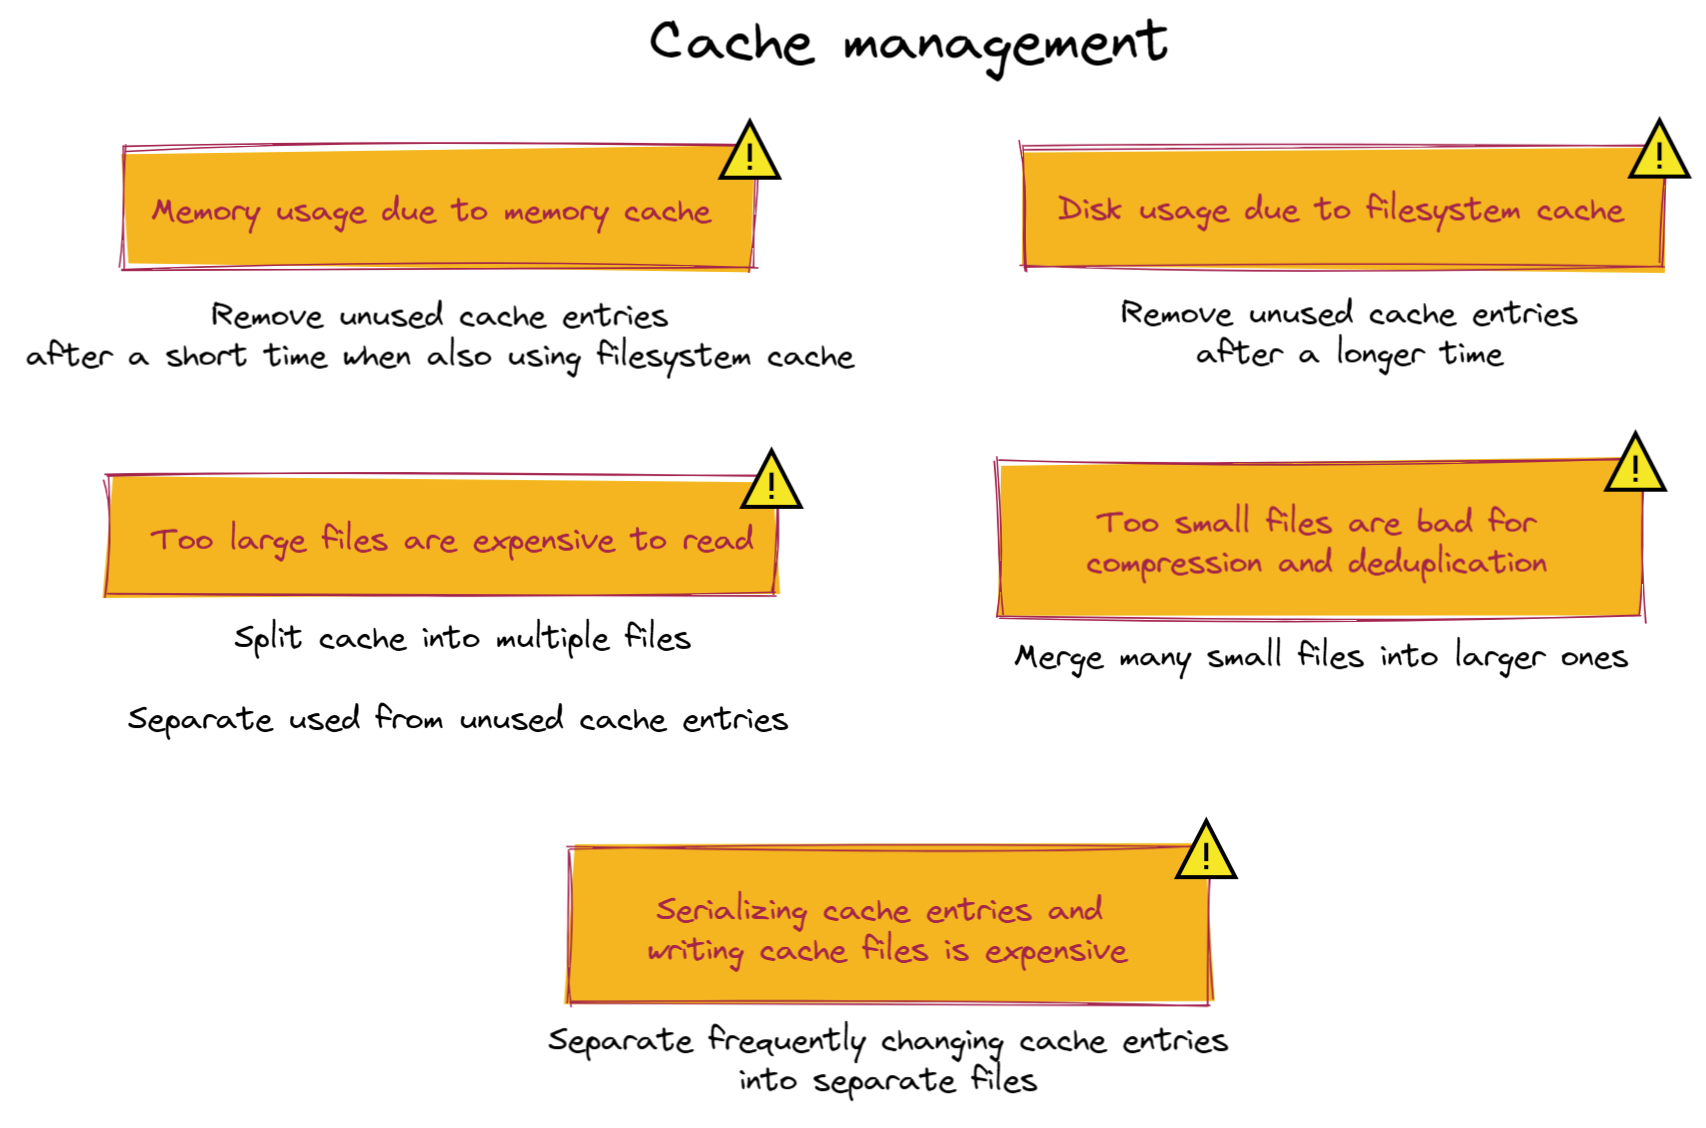 Cache management
!
Memory usage due to memory cache
Remove unused cache entries
after a short time when also using filesystem cache
!
Disk usage due to filesystem cache
Remove unused cache entries
after a longer time
!
Too large files are expensive to read
Split cache into multiple files
Separate used from unused cache entries
!
Too small files are bad for
compression and deduplication
Merge many small files into larger ones
!
Serializing cache entries and
writing cache files is expensive
Separate frequently changing cache entries
into separate files